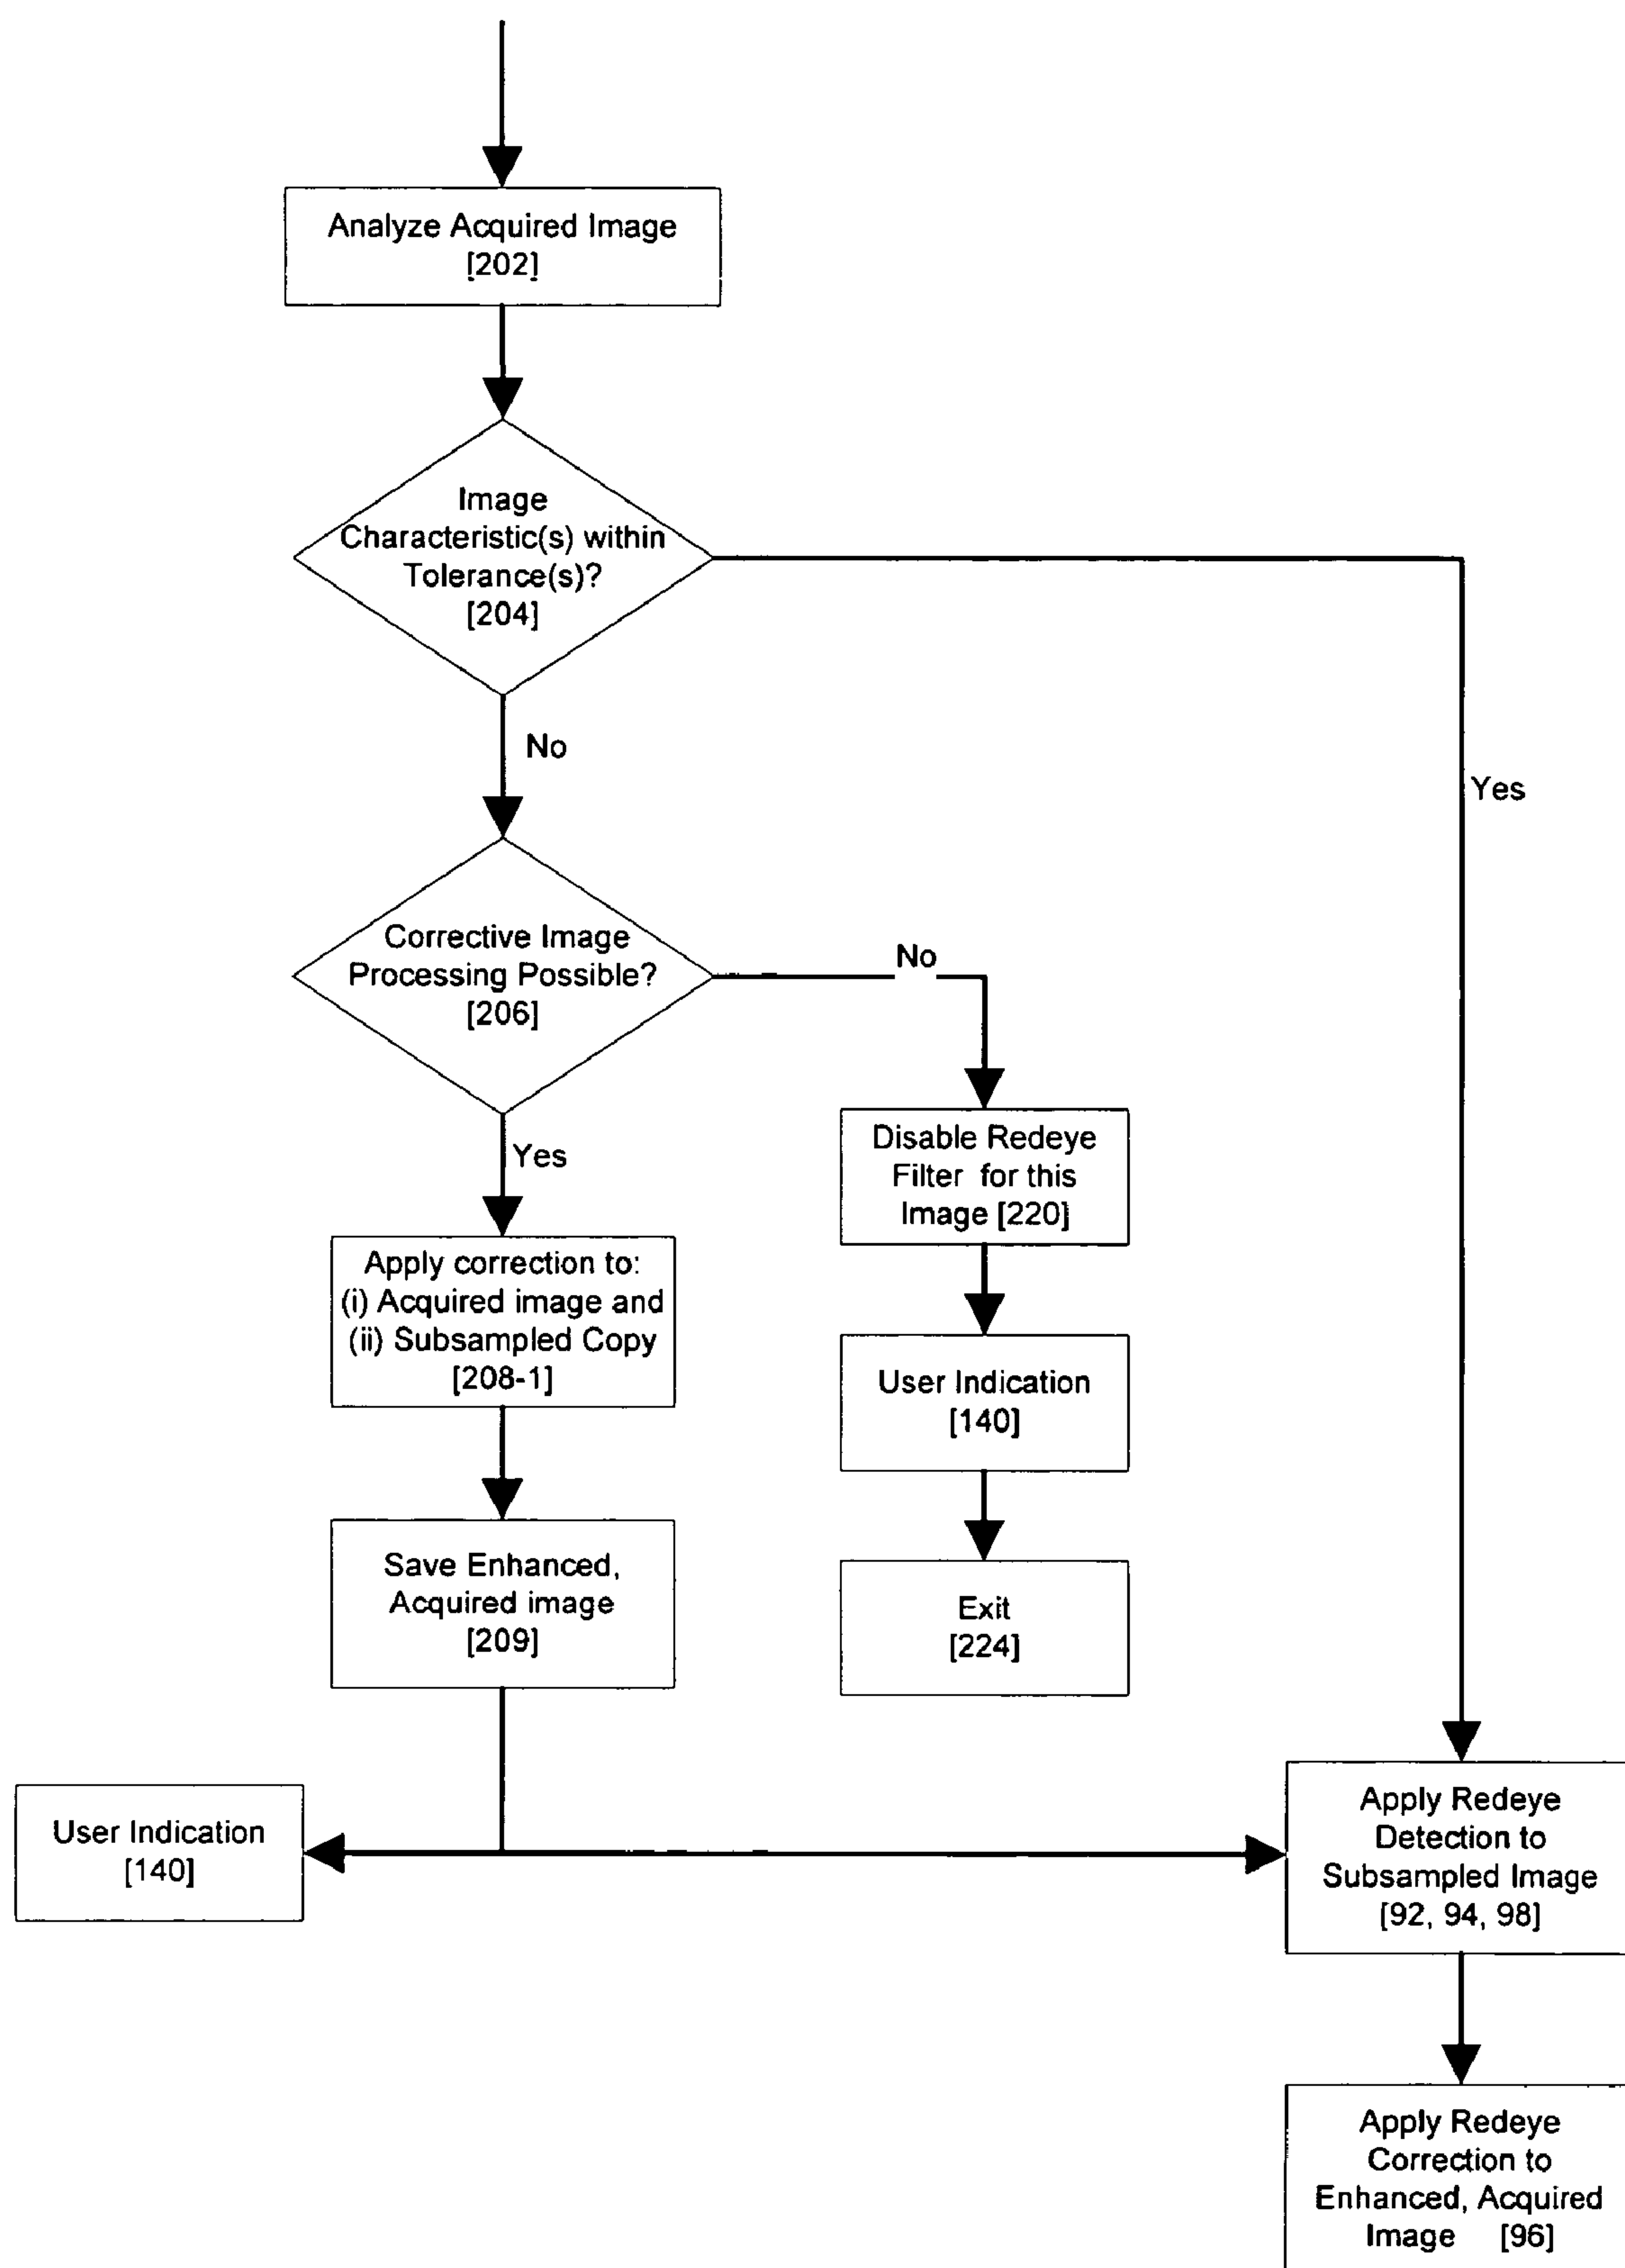 Analyze Acquired Image
[202]
Image
Characteristic(s) within
Tolerance(s)?
[204]
No
Yes
Corrective Image
Processing Possible?
[206]
No
Yes
Disable Redeye
Filter for this
Image [220]
Apply correction to:
(i) Acquired image and
(ii) Subsampled Copy
[208-1]
User Indication
[140]
Save Enhanced,
Acquired image
[209]
Exit
[224]
User Indication
[140]
Apply Redeye
Detection to
Subsampled Image
[92, 94, 98]
Apply Redeye
Correction to
Enhanced, Acquired
Image [96]